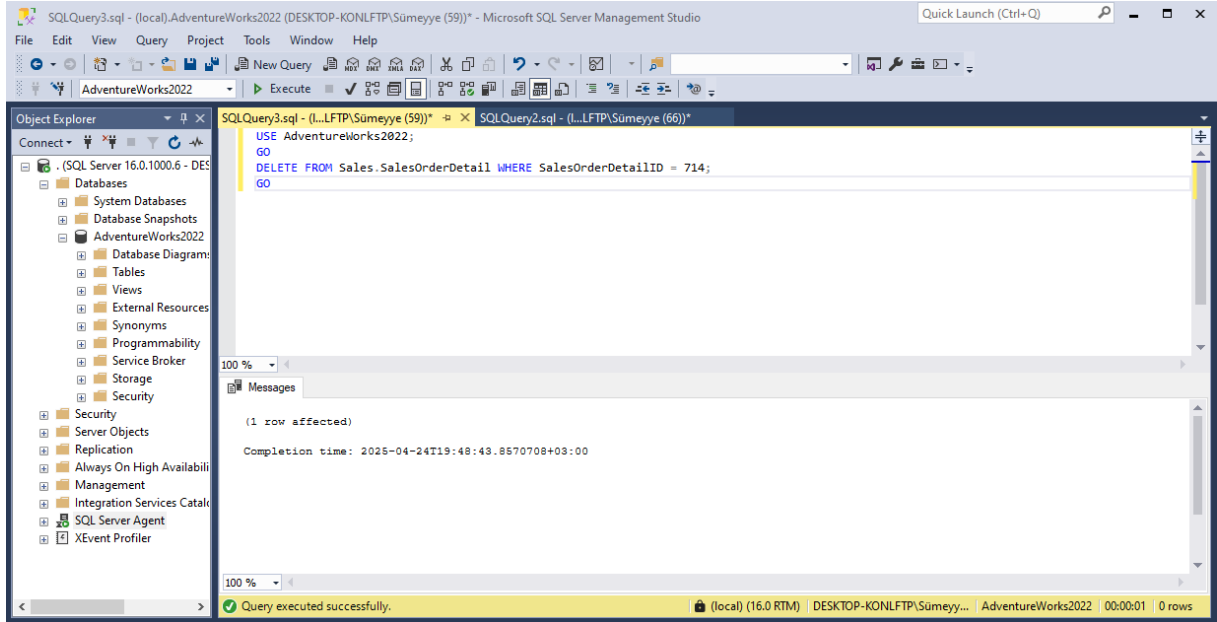 SQLQuery3.sql - (local).AdventureWorks2022 (DESKTOP-KONLFTP\Sümeyye (59))* - Microsoft SQL Server Management Studio
Quick Launch (Ctrl+Q)
File Edit View Query Project Tools Window Help
New Query MDX DMX XMLA DAX
AdventureWorks2022 Execute
Object Explorer
SQLQuery3.sql - (l...LFTP\Sümeyye (59))* SQLQuery2.sql - (l...LFTP\Sümeyye (66))*
Connect
. (SQL Server 16.0.1000.6 - DES
Databases
System Databases
Database Snapshots
AdventureWorks2022
Database Diagrams
Tables
Views
External Resources
Synonyms
Programmability
Service Broker
Storage
Security
Security
Server Objects
Replication
Always On High Availabili
Management
Integration Services Catalo
SQL Server Agent
XEvent Profiler
USE AdventureWorks2022;
GO
DELETE FROM Sales.SalesOrderDetail WHERE SalesOrderDetailID = 714;
GO
100 %
Messages
(1 row affected)
Completion time: 2025-04-24T19:48:43.8570708+03:00
100 %
Query executed successfully.
(local) (16.0 RTM) DESKTOP-KONLFTP\Sümeyy... AdventureWorks2022 00:00:01 0 rows